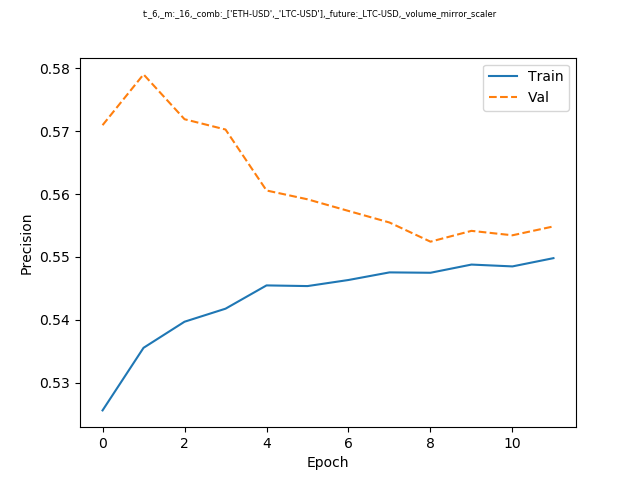 t_6,_m:_16,_comb:_['ETH-USD',_'LTC-USD'],_future:_LTC-USD,_volume_mirror_scaler
Train
Val
0.58
0.57
0.56
0.55
0.54
0.53
Precision
0 2 4 6 8 10
Epoch